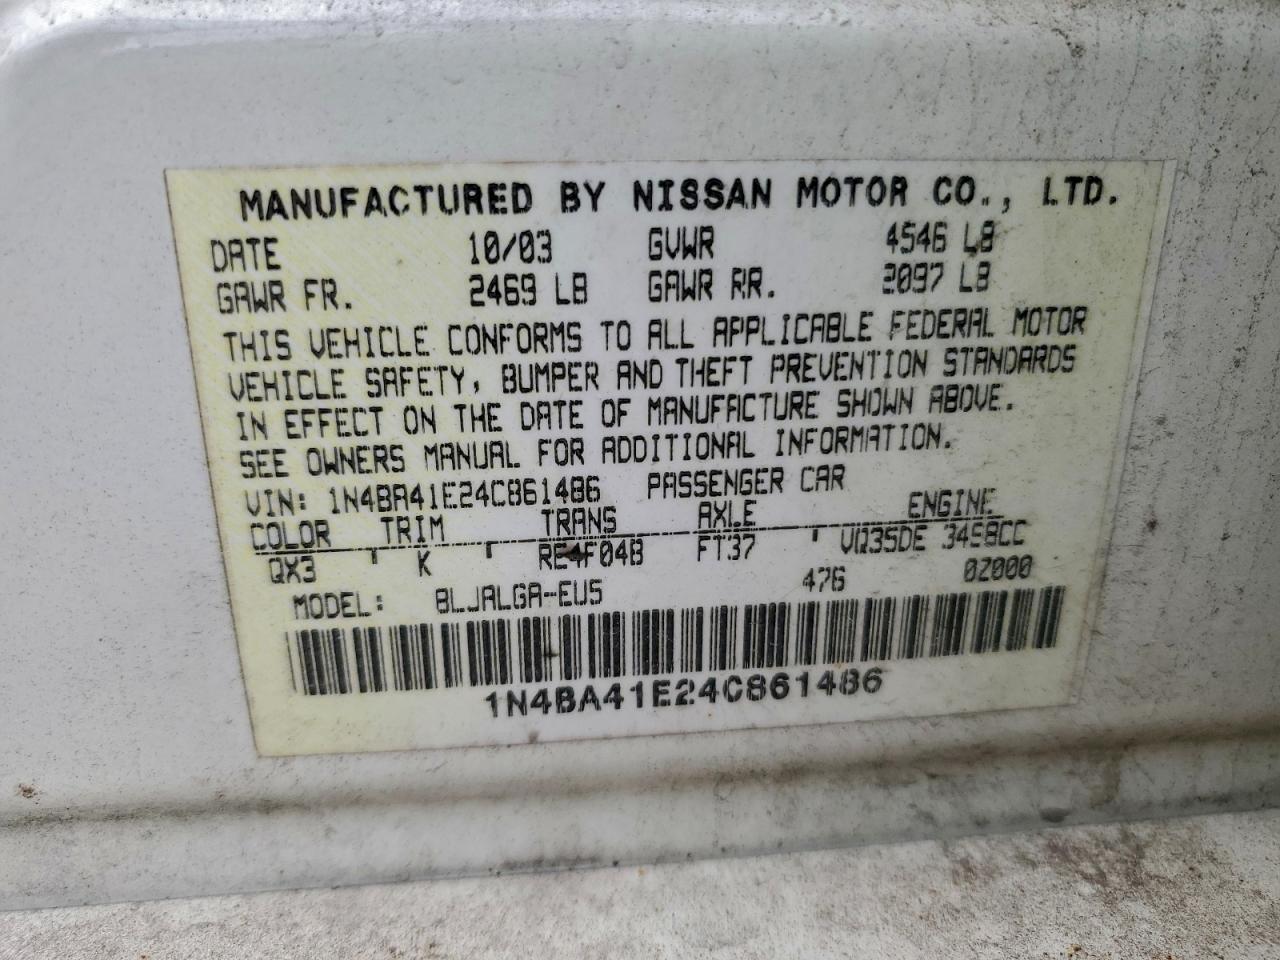 MANUFACTURED BY NISSAN MOTOR CO., LTD.
DATE 10/03 GVWR 4546 LB
GAWR FR. 2469 LB GAWR RR. 2097 LB
THIS VEHICLE CONFORMS TO ALL APPLICABLE FEDERAL MOTOR
VEHICLE SAFETY, BUMPER AND THEFT PREVENTION STANDARDS
IN EFFECT ON THE DATE OF MANUFACTURE SHOWN ABOVE.
SEE OWNERS MANUAL FOR ADDITIONAL INFORMATION.
VIN: 1N4BA41E24C861486 PASSENGER CAR
COLOR TRIM TRANS AXLE ENGINE
QX3 K RE4F04B FT37 VQ35DE 3498CC
MODEL: BLJALGA-EUS 476 02000
1N4BA41E24C861486